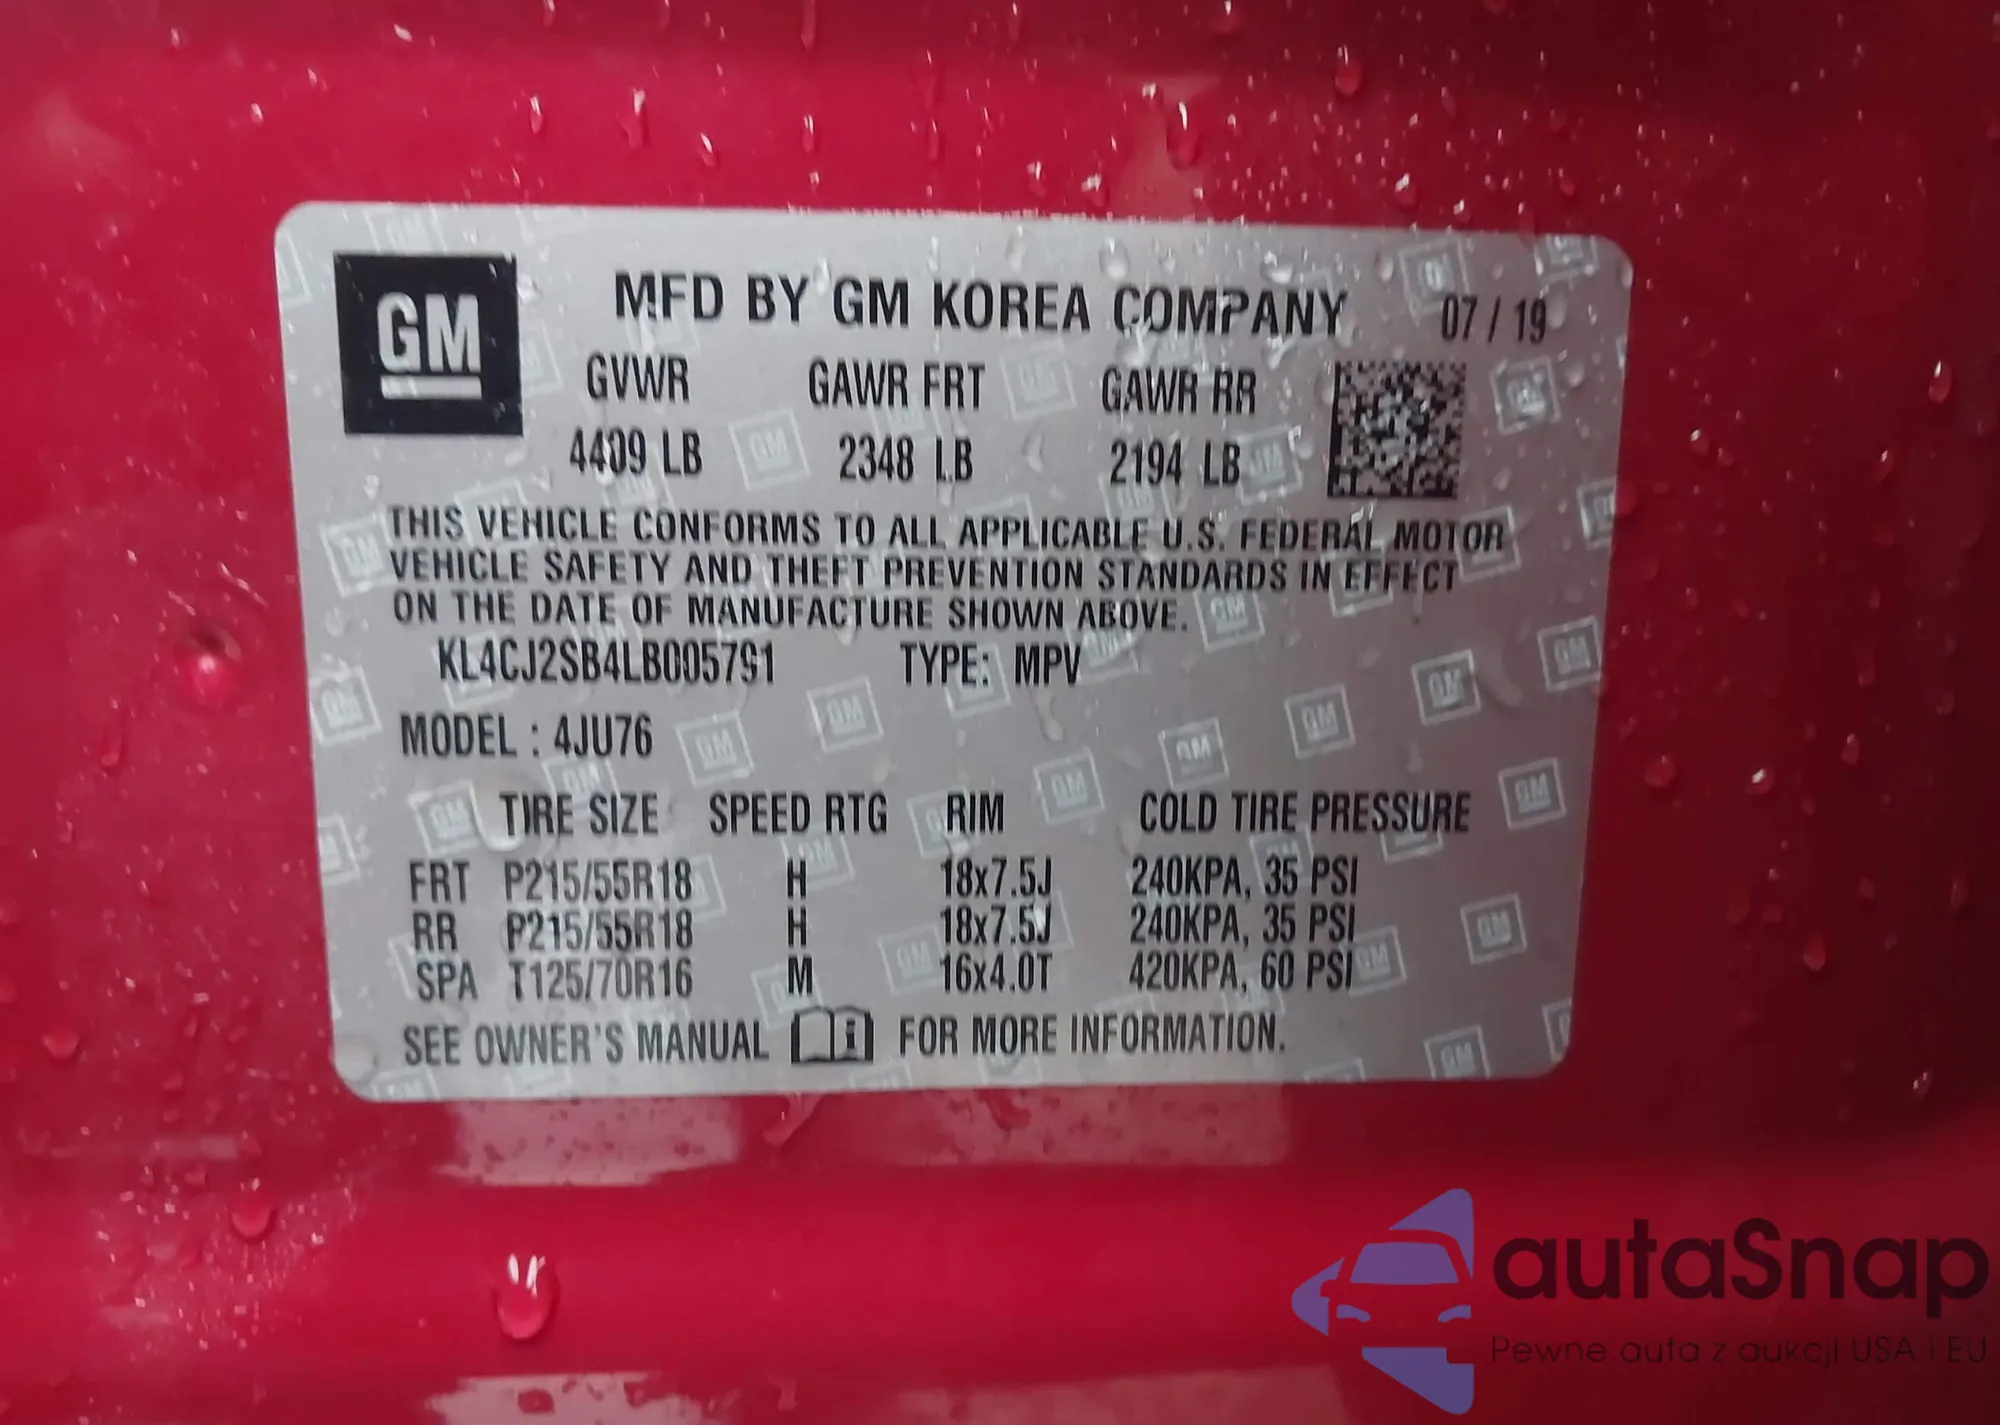 GM
MFD BY GM KOREA COMPANY 07 / 19
GVWR GAWR FRT GAWR RR
4409 LB 2348 LB 2194 LB
THIS VEHICLE CONFORMS TO ALL APPLICABLE U.S. FEDERAL MOTOR
VEHICLE SAFETY AND THEFT PREVENTION STANDARDS IN EFFECT
ON THE DATE OF MANUFACTURE SHOWN ABOVE.
KL4CJ2SB4LB005791 TYPE: MPV
MODEL : 4JU76
TIRE SIZE SPEED RTG RIM COLD TIRE PRESSURE
FRT P215/55R18 H 18x7.5J 240KPA, 35 PSI
RR P215/55R18 H 18x7.5J 240KPA, 35 PSI
SPA T125/70R16 M 16x4.0T 420KPA, 60 PSI
SEE OWNER'S MANUAL FOR MORE INFORMATION.
autaSnap
Pewne auta z aukcji USA i EU